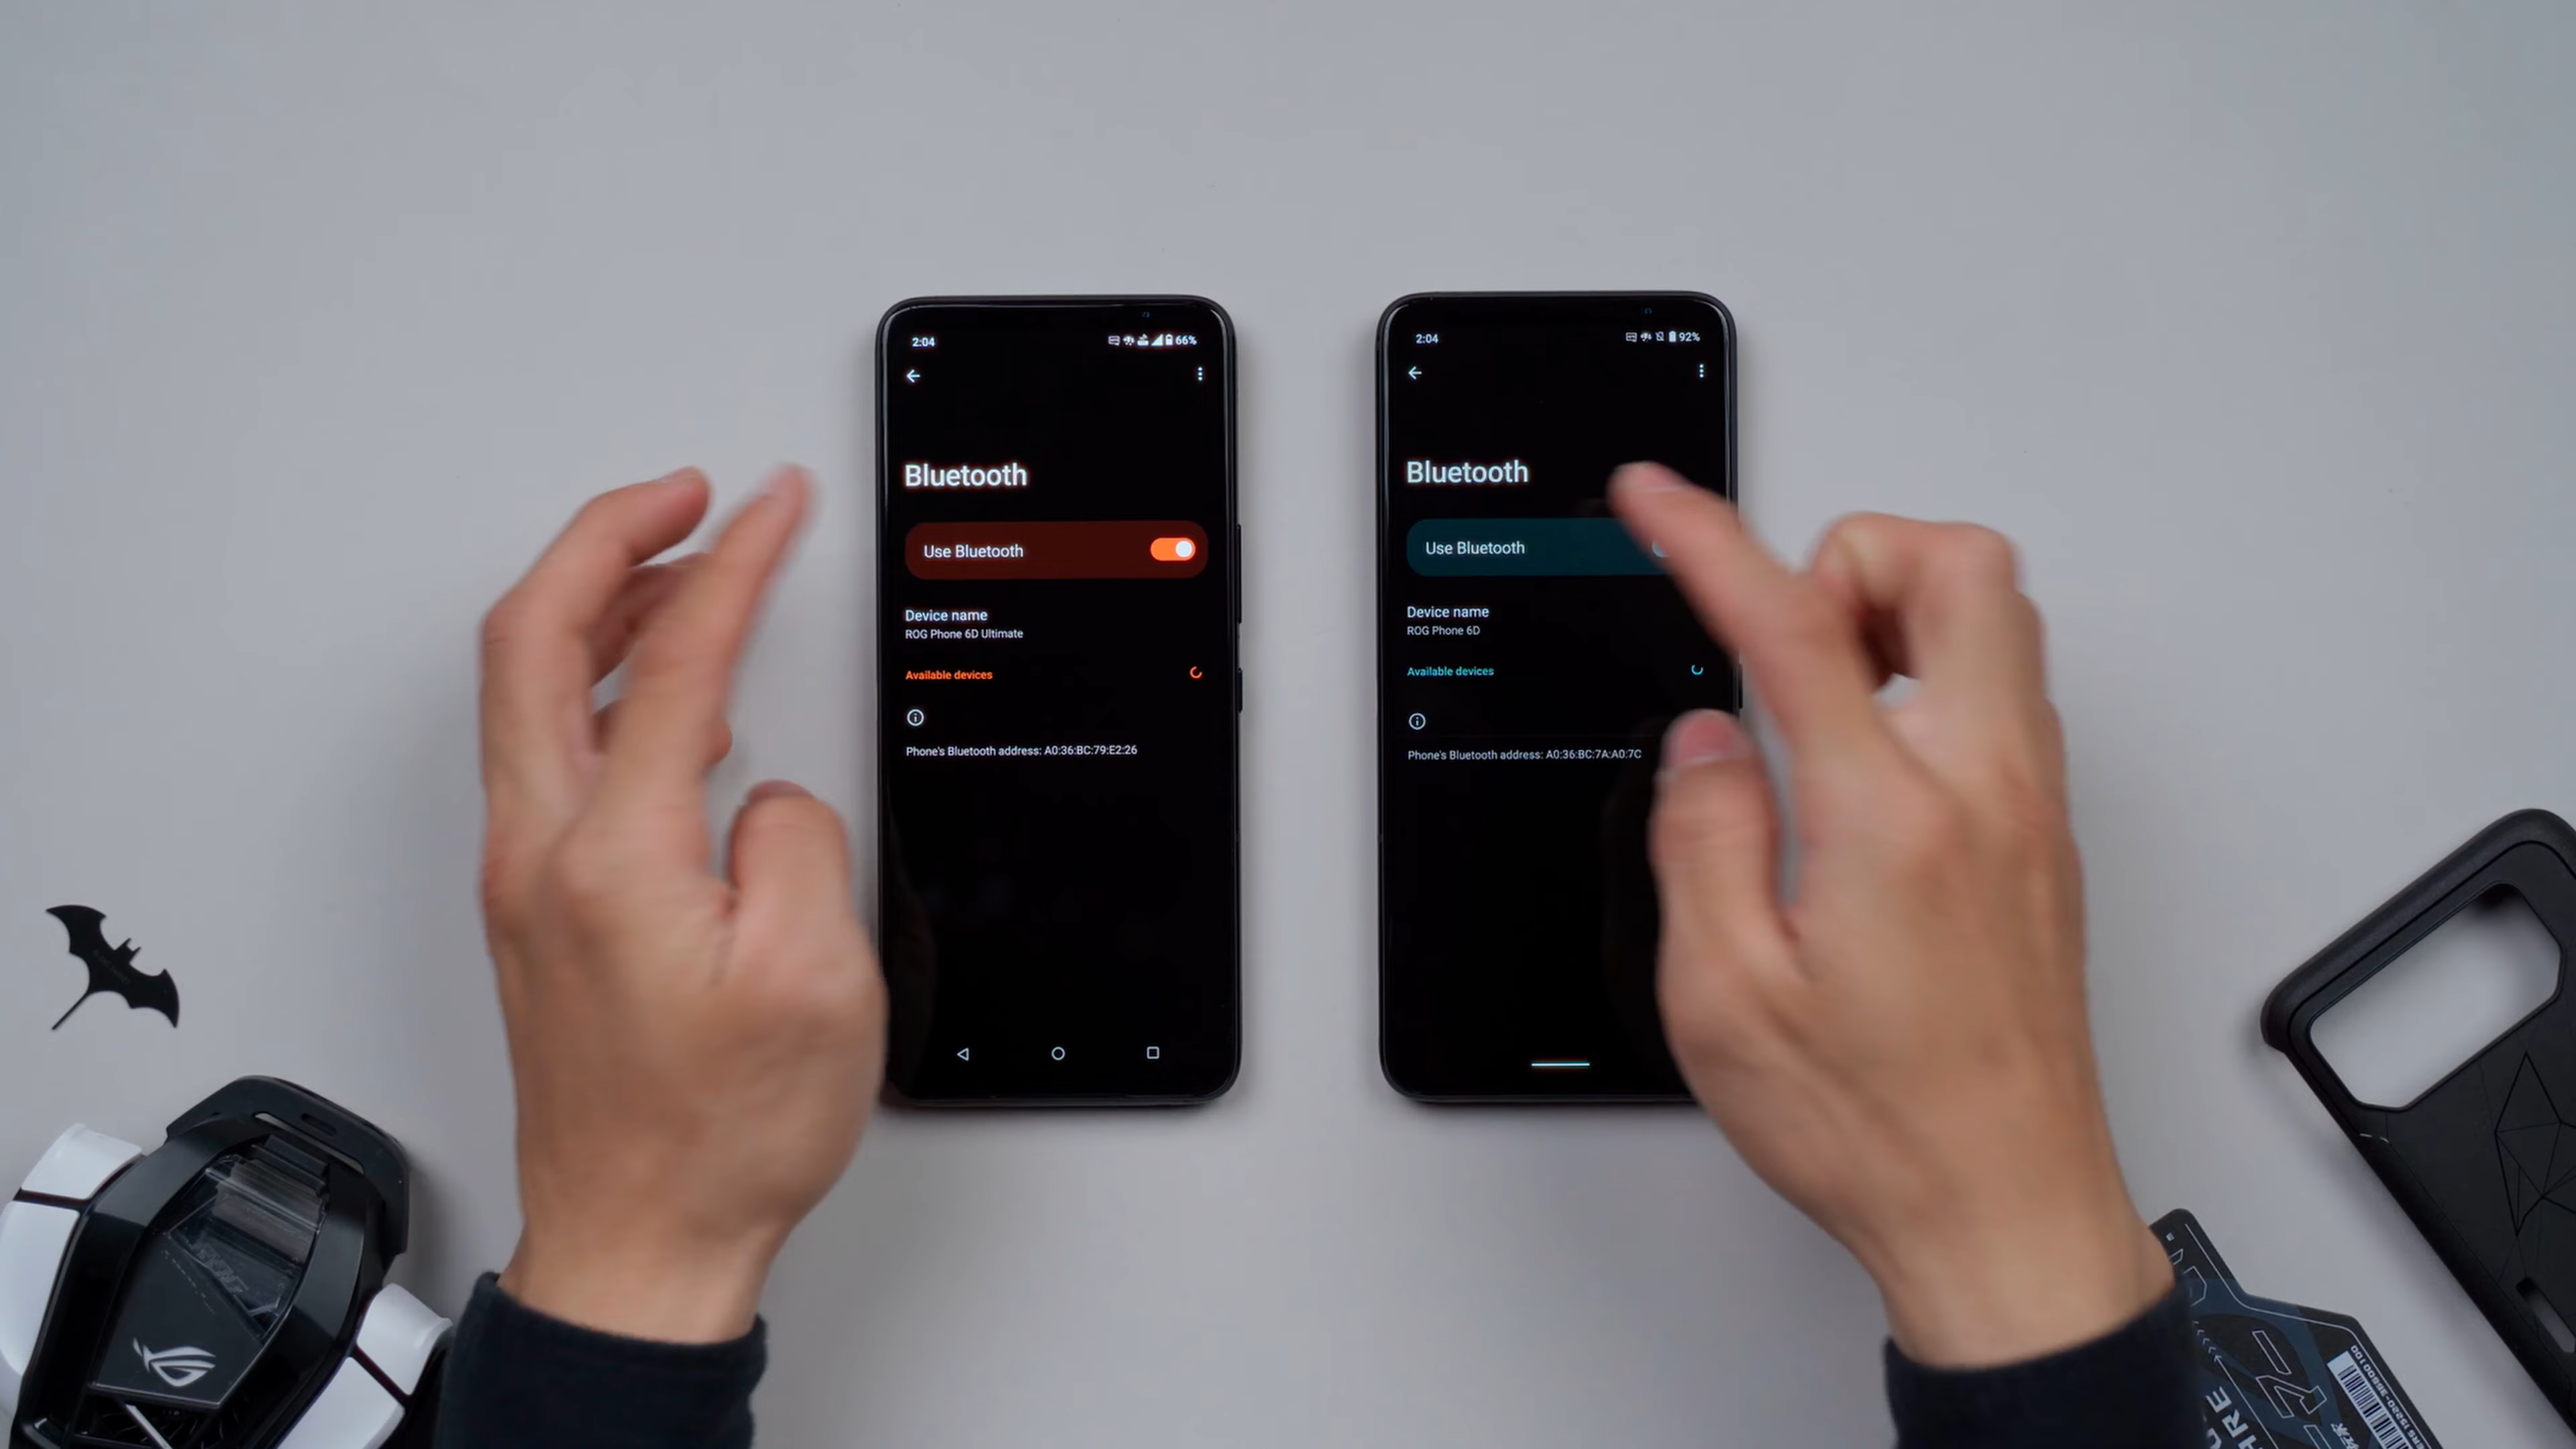 2:04
66%
Bluetooth
Use Bluetooth
Device name
ROG Phone 6D Ultimate
Available devices
Phone's Bluetooth address: A0:36:BC:79:E2:26
2:04
92%
Bluetooth
Use Bluetooth
Device name
ROG Phone 6D
Available devices
Phone's Bluetooth address: A0:36:BC:7A:A0:7C